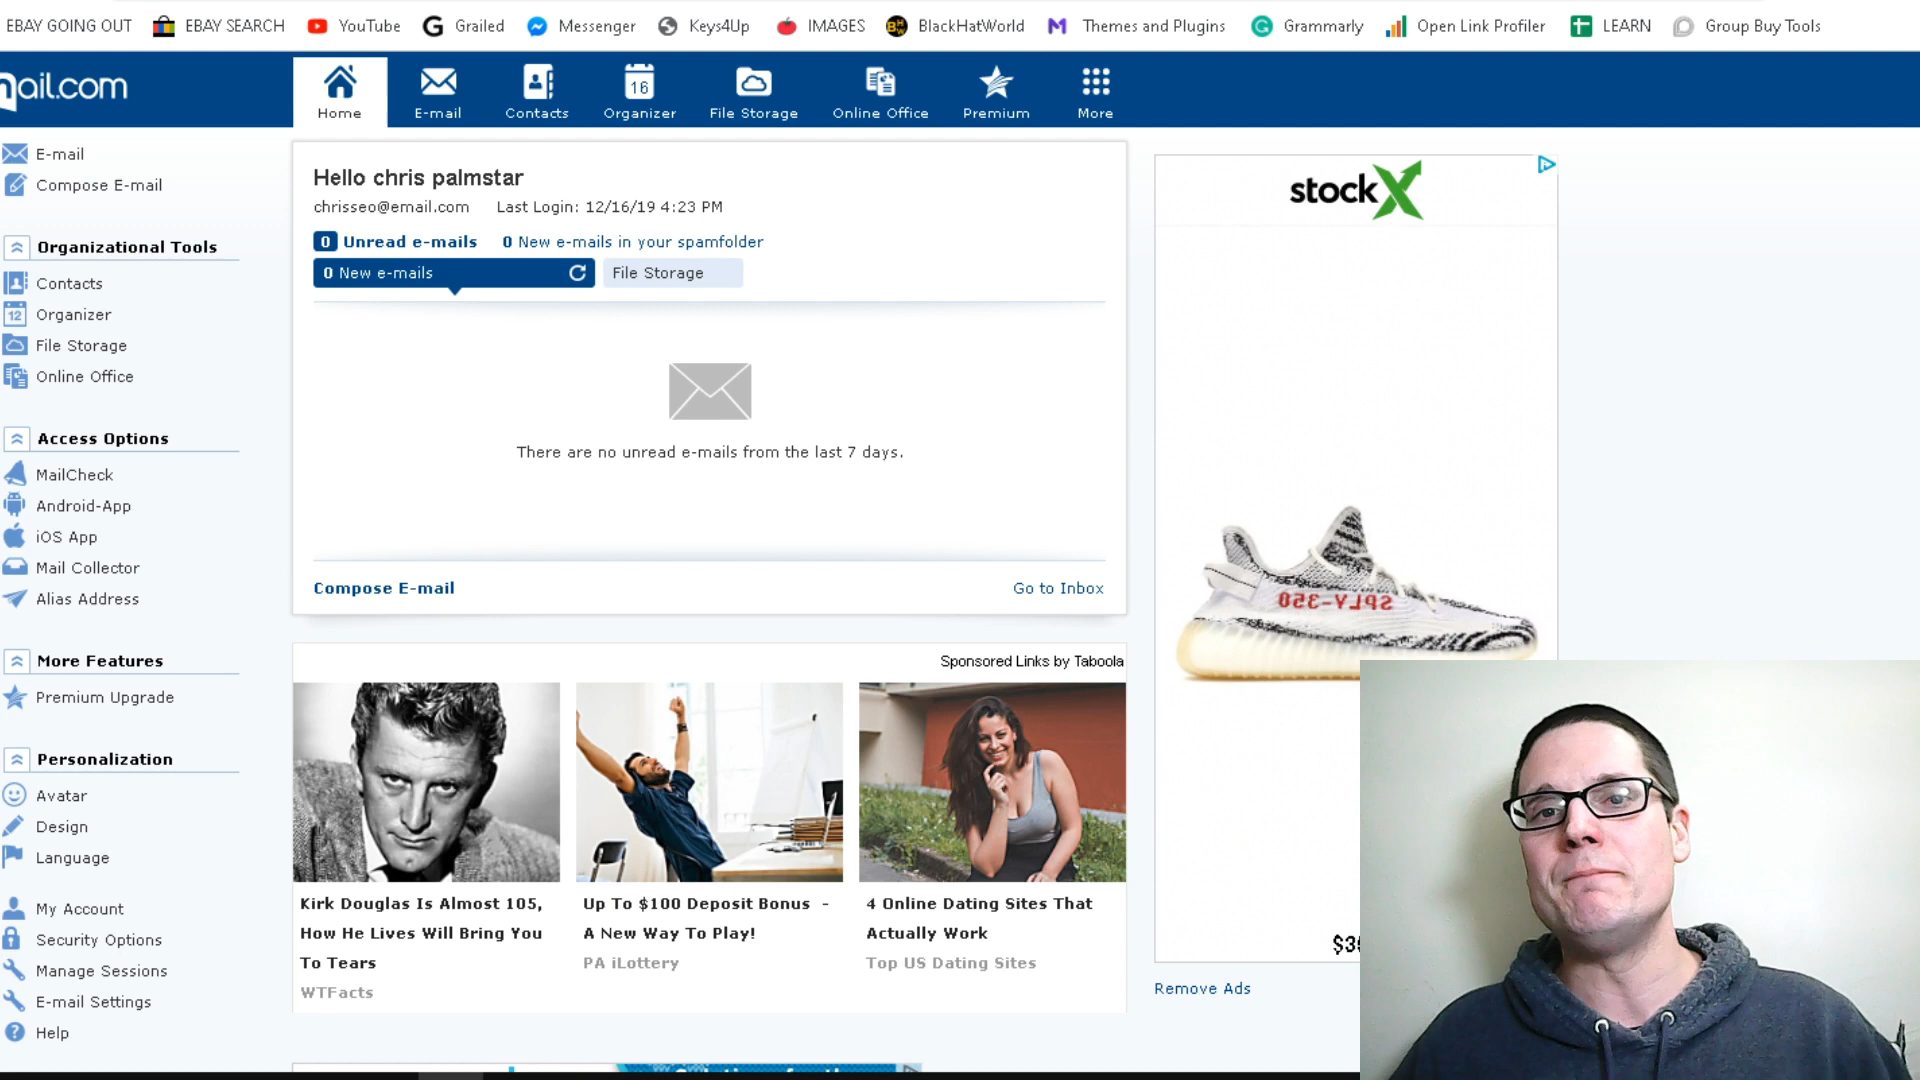 EBAY GOING OUT EBAY SEARCH YouTube Grailed Messenger Keys4Up IMAGES BlackHatWorld Themes and Plugins Grammarly Open Link Profiler LEARN Group Buy Tools
mail.com
Home E-mail Contacts 16 Organizer File Storage Online Office Premium More
E-mail
Compose E-mail
Organizational Tools
Contacts
12 Organizer
File Storage
Online Office
Access Options
MailCheck
Android-App
iOS App
Mail Collector
Alias Address
More Features
Premium Upgrade
Personalization
Avatar
Design
Language
My Account
Security Options
Manage Sessions
E-mail Settings
Help
Hello chris palmstar
chrisseo@email.com Last Login: 12/16/19 4:23 PM
0 Unread e-mails 0 New e-mails in your spamfolder
0 New e-mails File Storage
There are no unread e-mails from the last 7 days.
Compose E-mail Go to Inbox
Sponsored Links by Taboola
Kirk Douglas Is Almost 105,
How He Lives Will Bring You
To Tears
WTFacts
Up To $100 Deposit Bonus -
A New Way To Play!
PA iLottery
4 Online Dating Sites That
Actually Work
Top US Dating Sites
stockX
SPLY-350
Remove Ads